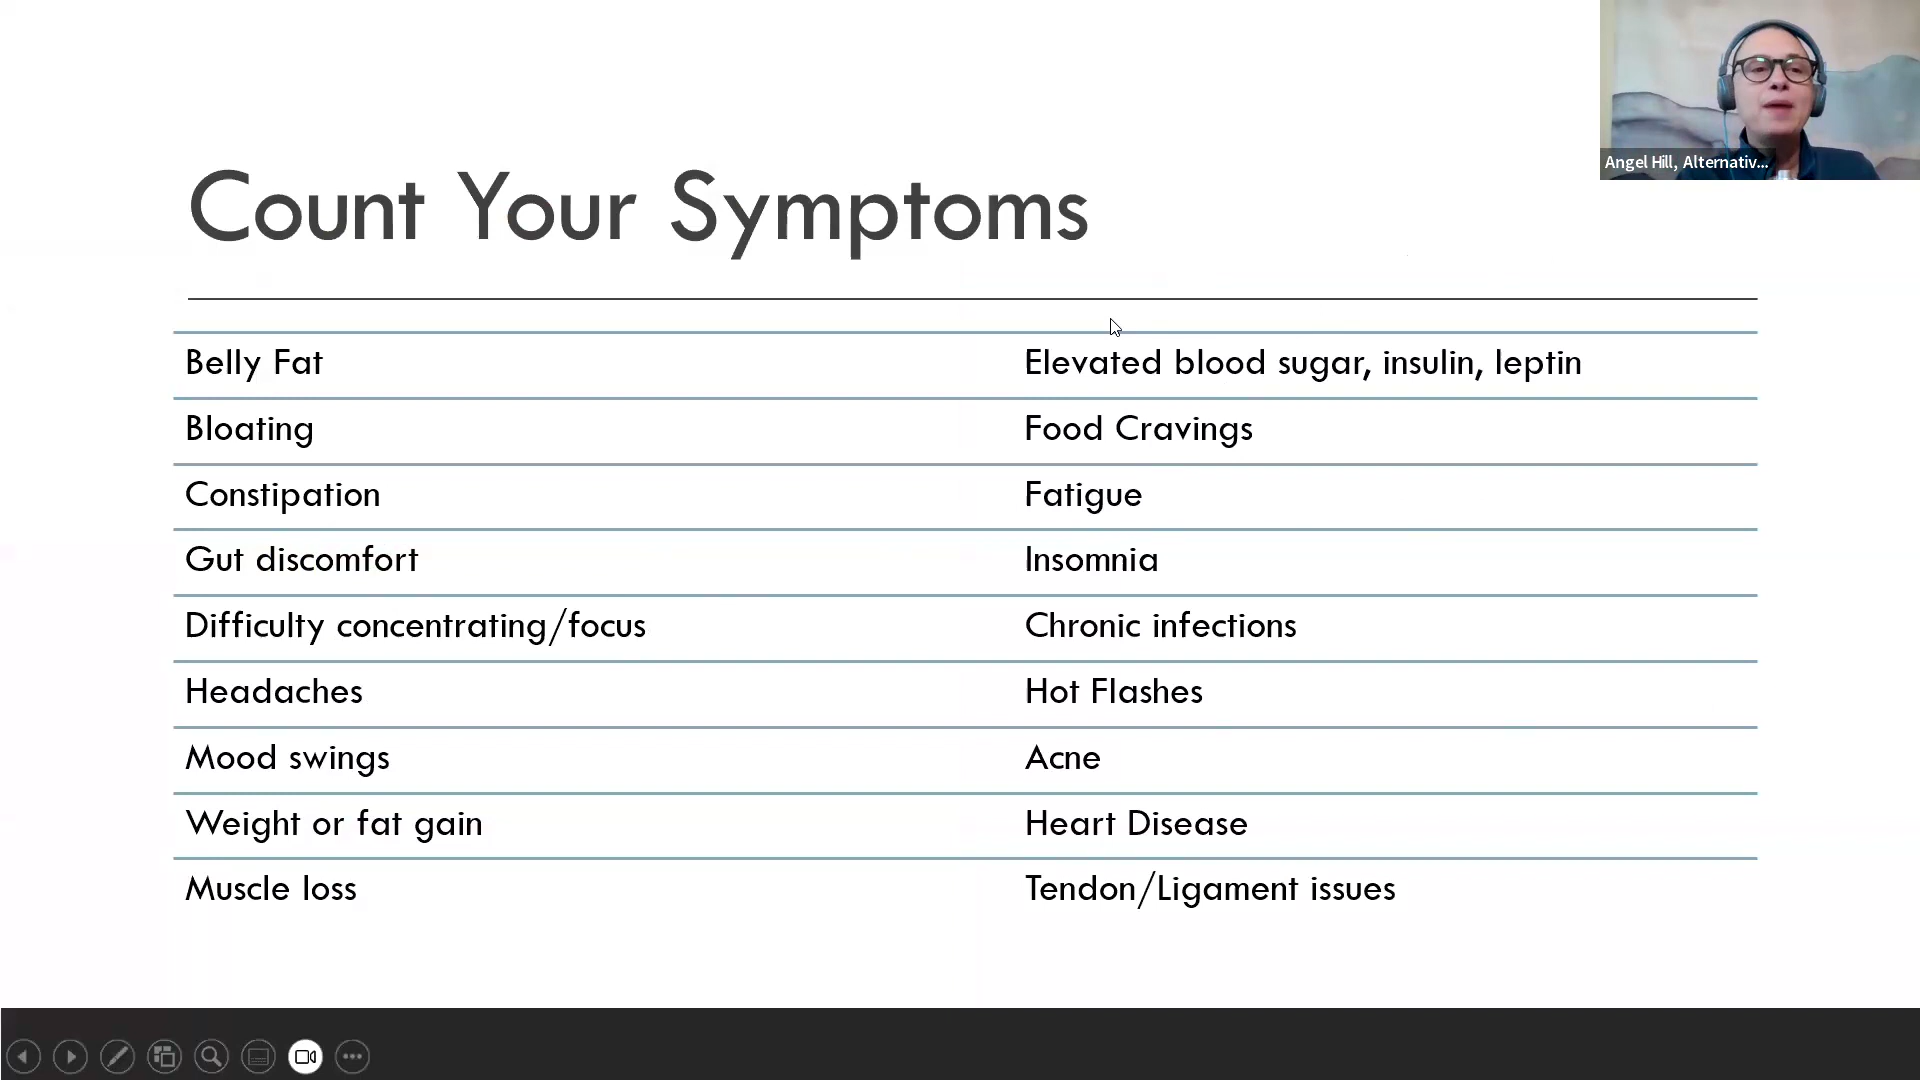 Angel Hill, Alternativ...
Count Your Symptoms
Belly Fat
Elevated blood sugar, insulin, leptin
Bloating
Food Cravings
Constipation
Fatigue
Gut discomfort
Insomnia
Difficulty concentrating/focus
Chronic infections
Headaches
Hot Flashes
Mood swings
Acne
Weight or fat gain
Heart Disease
Muscle loss
Tendon/Ligament issues